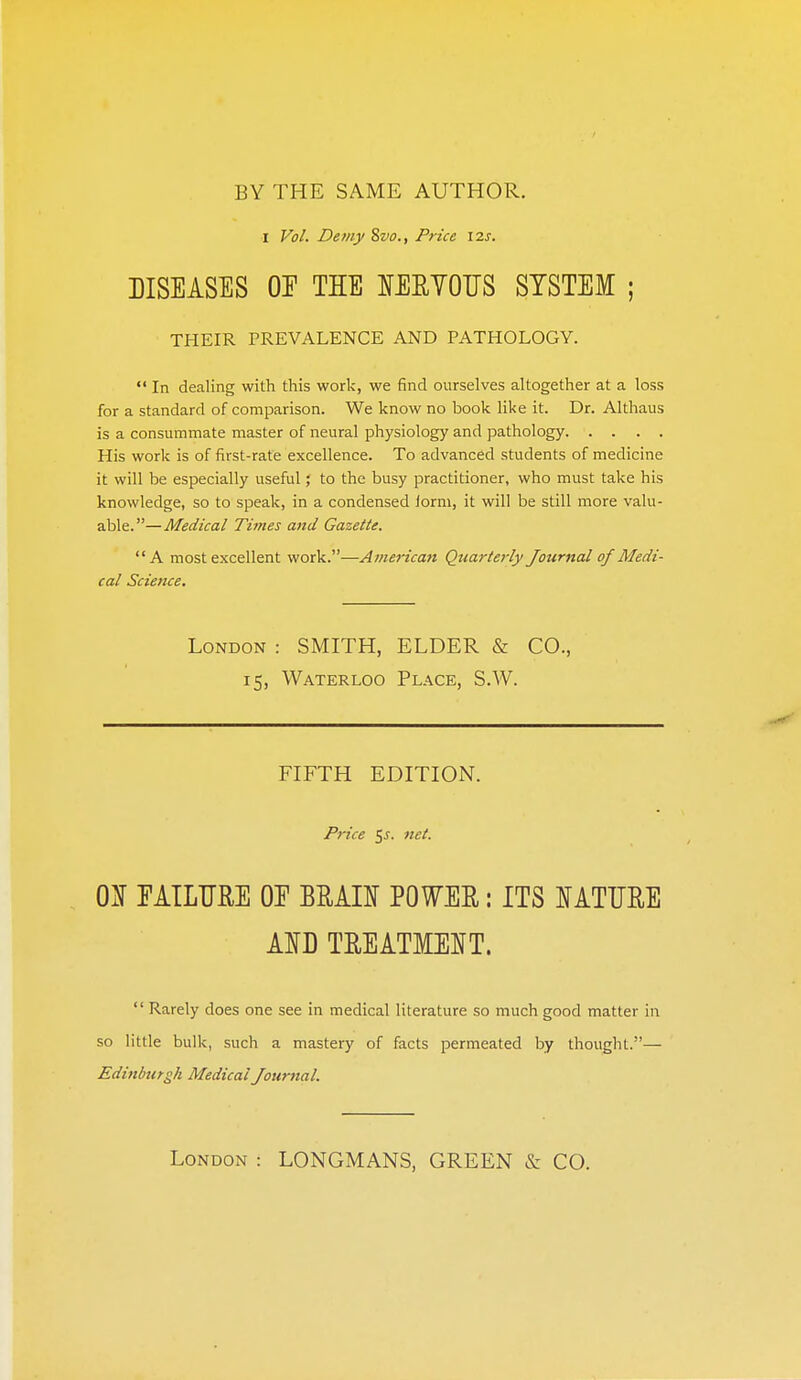 BY THE SAME AUTHOR.
1 Vol. Demy 8vo., Price 12s.
DISEASES OF THE NERVOUS SYSTEM ;
THEIR PREVALENCE AND PATHOLOGY.
“ In dealing with this work, we find ourselves altogether at a loss
for a standard of comparison. We know no book like it. Dr. Althaus
is a consummate master of neural physiology and pathology. . . . .
His work is of first-rate excellence. To advanced students of medicine
it will be especially useful ; to the busy practitioner, who must take his
knowledge, so to speak, in a condensed form, it will be still more valu-
able.”—Medical Times and Gazette.
“ A most excellent work.”—American Quarterly Journal of Medi-
cal Science.
LONDON : SMITH, ELDER & CO.,
15, WATERLOO PLACE, S.W.
FIFTH EDITION.
Price 5s. net.
ON FAILURE OF BRAIN POWER : ITS NATURE
AND TREATMENT.
“ Rarely does one see in medical literature so much good matter in
so little bulk, such a mastery of facts permeated by thought.”—
Edinburgh Medical Journal.
LONDON : LONGMANS, GREEN & CO.